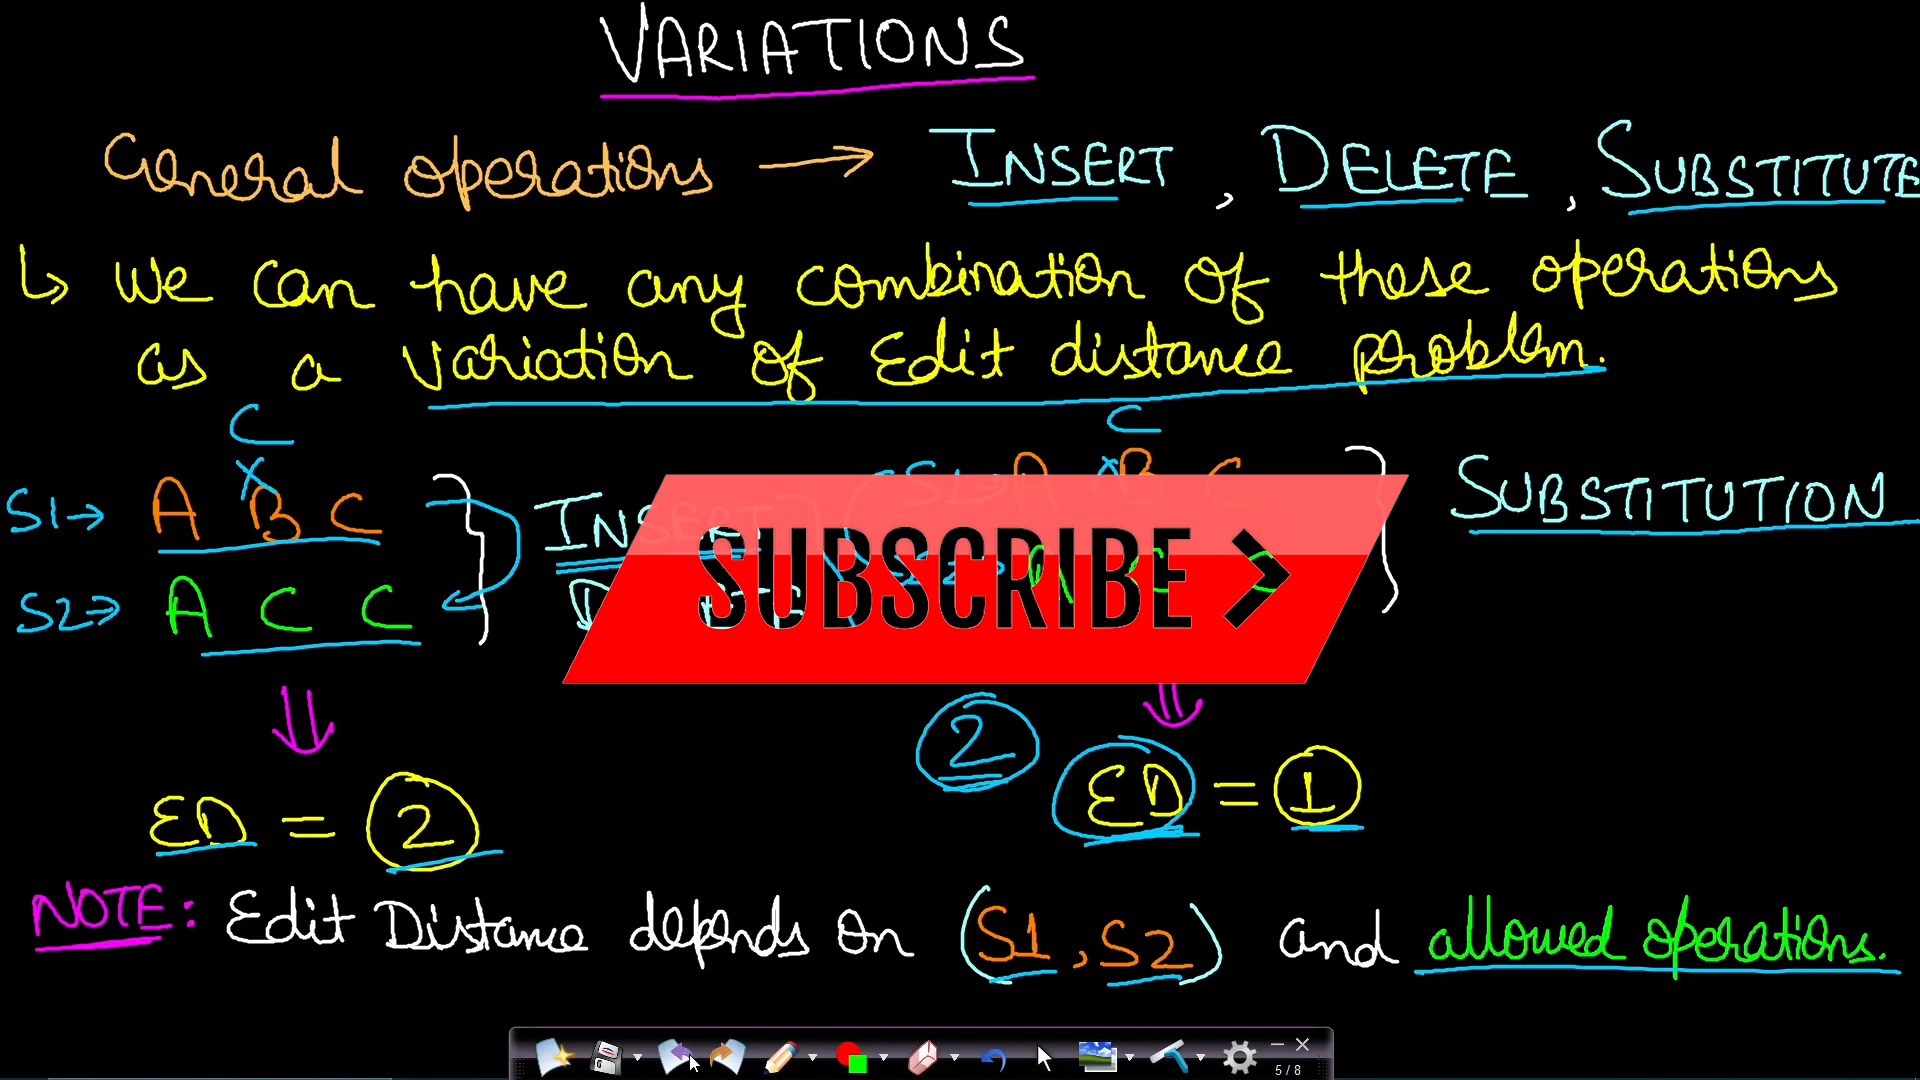 VARIATIONS
General operations → INSERT, DELETE, SUBSTITUTE
↳ We can have any combination of these operations
as a variation of Edit distance problem.
C
C
S1→ A B C
SUBSTITUTION
S2→ A C C
SUBSCRIBE >
2
ED = 2
ED = 1
NOTE: Edit Distance depends on (S1, S2) and allowed operations.
5 / 8